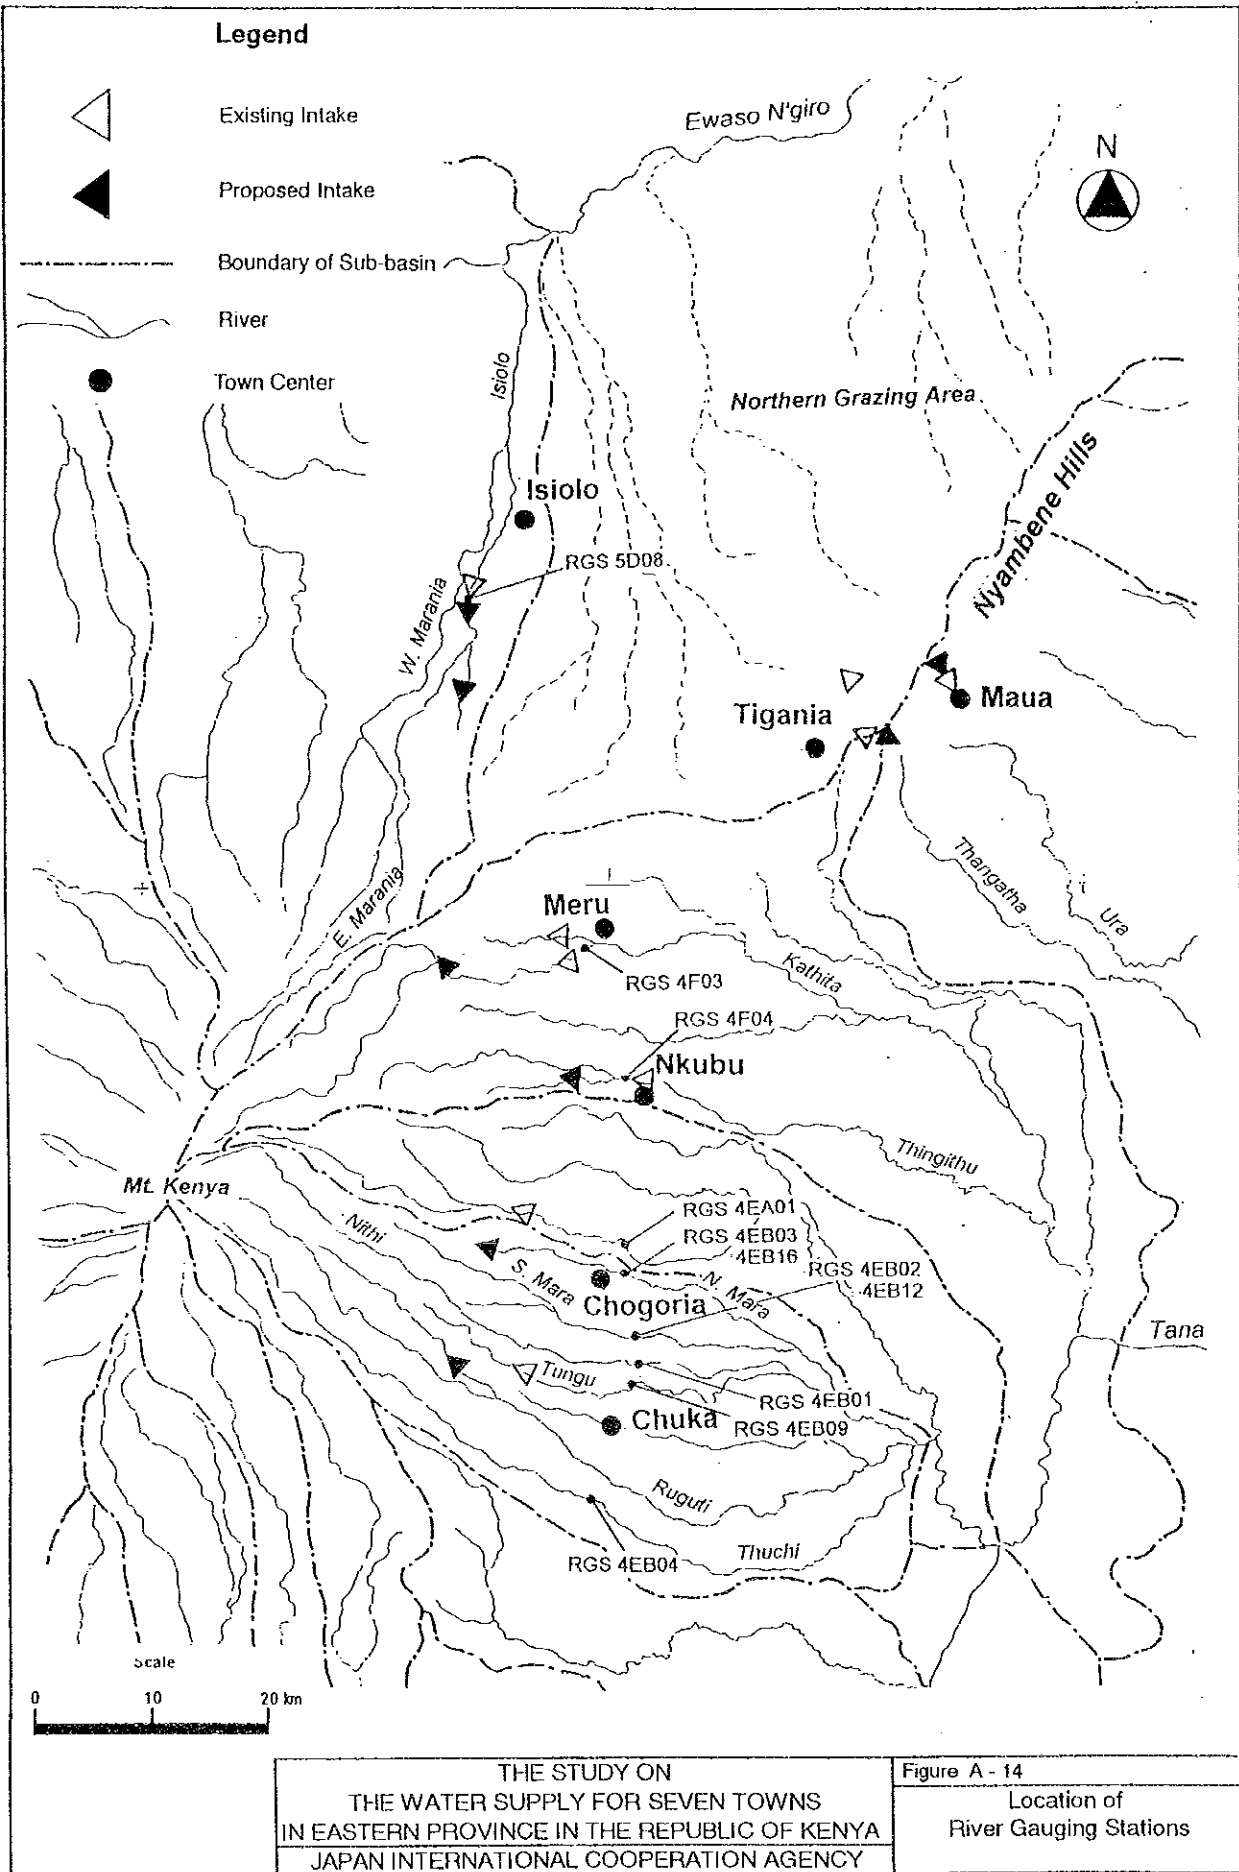 Legend
Existing Intake
Proposed Intake
Boundary of Sub-basin
River
Town Center
Ewaso N'giro
N
Isiolo
Northern Grazing Area
Nyambene Hills
Isiolo
RGS 5D08
W. Marania
Maua
Tigania
Thangatha
Ura
E. Marania
Meru
Kathita
RGS 4F03
RGS 4F04
Nkubu
Thingithu
Mt. Kenya
Nithi
RGS 4EA01
RGS 4EB03
4EB16
RGS 4EB02
4EB12
S. Mara
N. Mara
Chogoria
Tana
Tungu
RGS 4EB01
Chuka
RGS 4EB09
Ruguti
Thuchi
RGS 4EB04
Scale
0 10 20 km
THE STUDY ON
THE WATER SUPPLY FOR SEVEN TOWNS
IN EASTERN PROVINCE IN THE REPUBLIC OF KENYA
JAPAN INTERNATIONAL COOPERATION AGENCY
Figure A - 14
Location of
River Gauging Stations